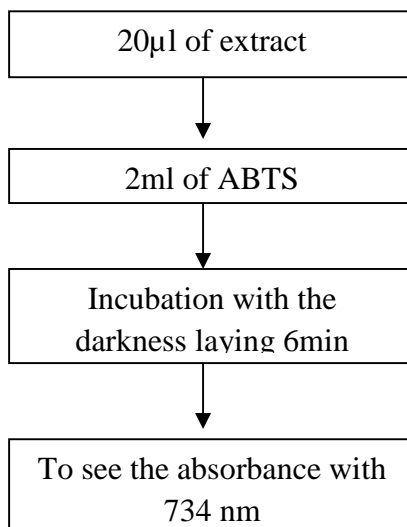 20µl of extract
2ml of ABTS
Incubation with the
darkness laying 6min
To see the absorbance with
734 nm